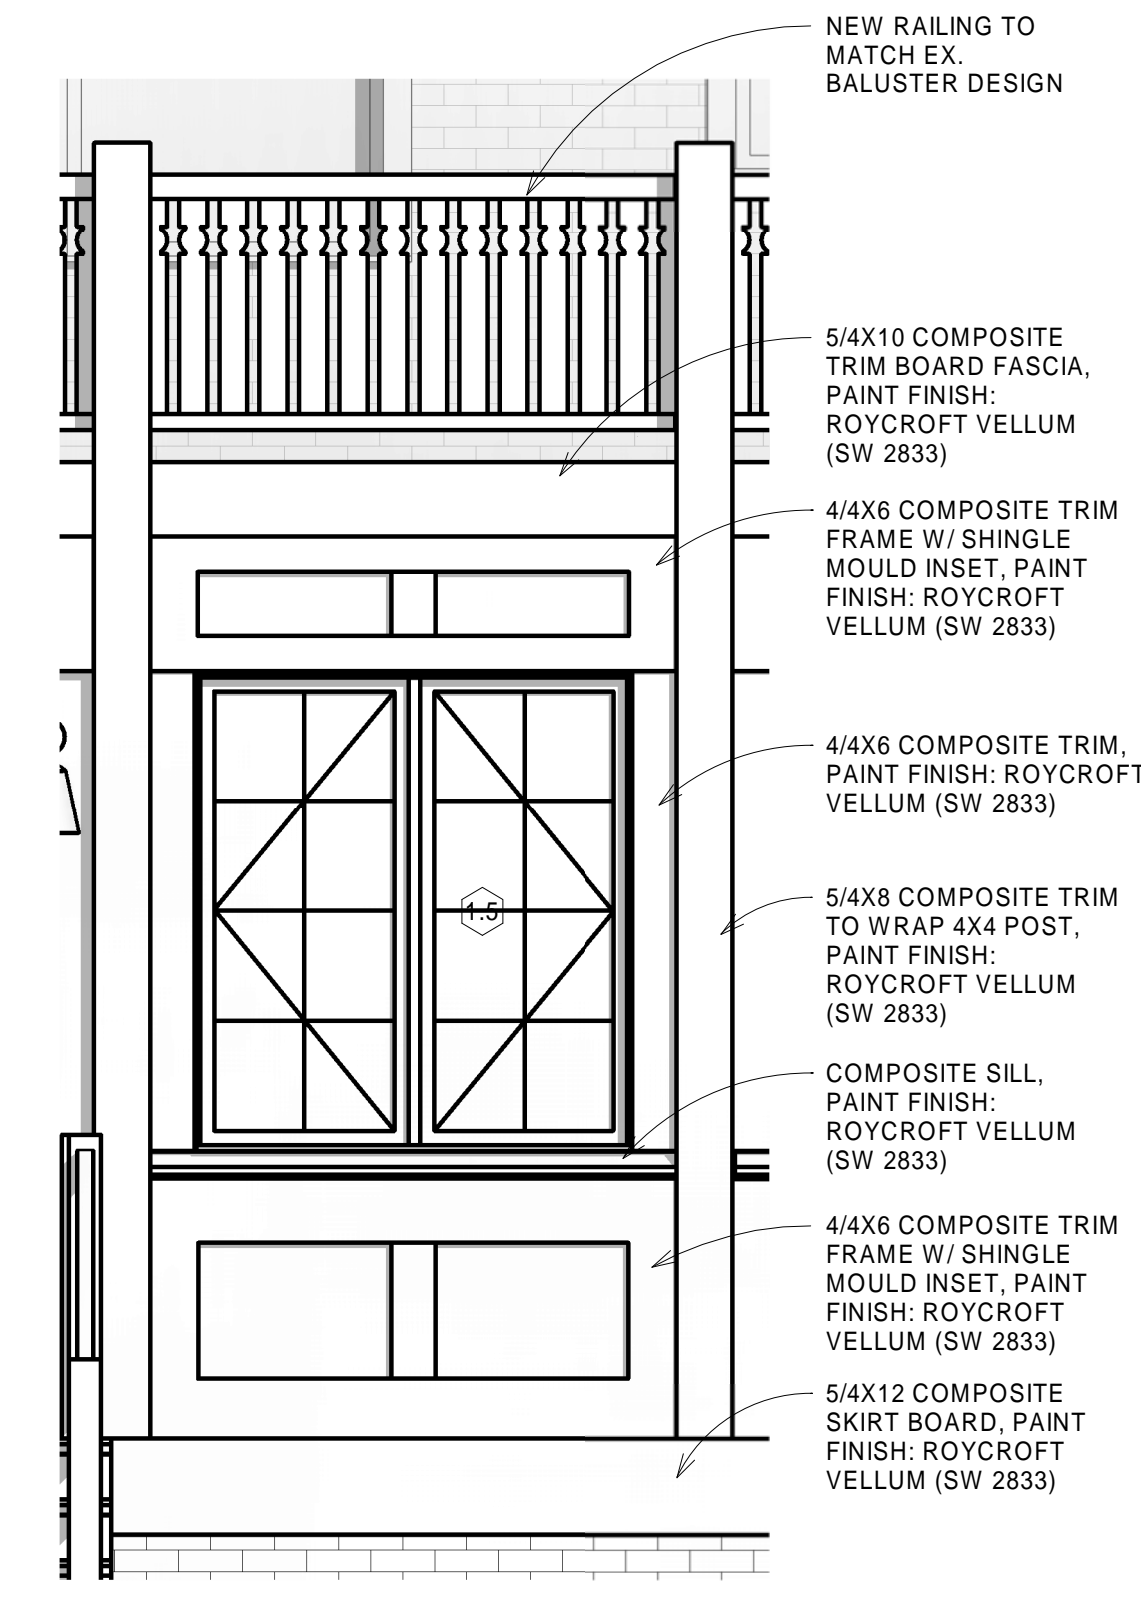 NEW RAILING TO
MATCH EX.
BALUSTER DESIGN
5/4X10 COMPOSITE
TRIM BOARD FASCIA,
PAINT FINISH:
ROYCROFT VELLUM
(SW 2833)
4/4X6 COMPOSITE TRIM
FRAME W/ SHINGLE
MOULD INSET, PAINT
FINISH: ROYCROFT
VELLUM (SW 2833)
4/4X6 COMPOSITE TRIM,
PAINT FINISH: ROYCROFT
VELLUM (SW 2833)
5/4X8 COMPOSITE TRIM
TO WRAP 4X4 POST,
PAINT FINISH:
ROYCROFT VELLUM
(SW 2833)
1.5
COMPOSITE SILL,
PAINT FINISH:
ROYCROFT VELLUM
(SW 2833)
4/4X6 COMPOSITE TRIM
FRAME W/ SHINGLE
MOULD INSET, PAINT
FINISH: ROYCROFT
VELLUM (SW 2833)
5/4X12 COMPOSITE
SKIRT BOARD, PAINT
FINISH: ROYCROFT
VELLUM (SW 2833)